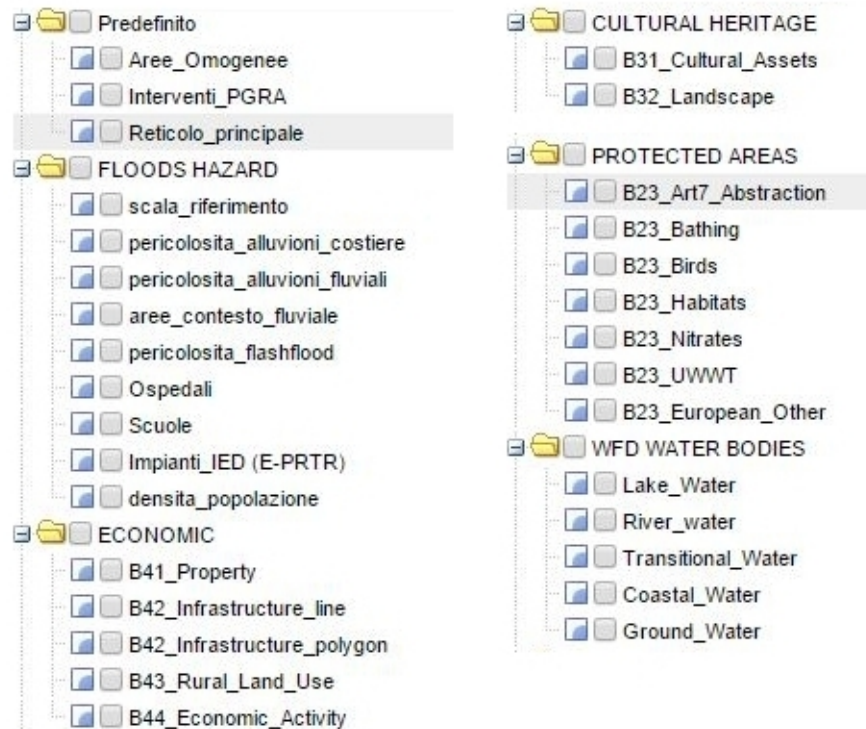 Predefinito
Aree_Omogenee
Interventi_PGRA
Reticolo_principale
FLOODS HAZARD
scala_riferimento
pericolosita_alluvioni_costiere
pericolosita_alluvioni_fluviali
aree_contesto_fluviale
pericolosita_flashflood
Ospedali
Scuole
Impianti_IED (E-PRTR)
densita_popolazione
ECONOMIC
B41_Property
B42_Infrastructure_line
B42_Infrastructure_polygon
B43_Rural_Land_Use
B44_Economic_Activity
CULTURAL HERITAGE
B31_Cultural_Assets
B32_Landscape
PROTECTED AREAS
B23_Art7_Abstraction
B23_Bathing
B23_Birds
B23_Habitats
B23_Nitrates
B23_UWWT
B23_European_Other
WFD WATER BODIES
Lake_Water
River_water
Transitional_Water
Coastal_Water
Ground_Water